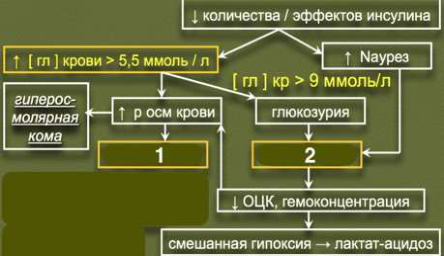 ↓ количества / эффектов инсулина
↑ [ гл ] крови > 5,5 ммоль / л
↑ Naурез
[ гл ] кр > 9 ммоль/л
гиперос-
молярная
кома
↑ р осм крови
глюкозурия
1
2
↓ ОЦК, гемоконцентрация
смешанная гипоксия → лактат-ацидоз